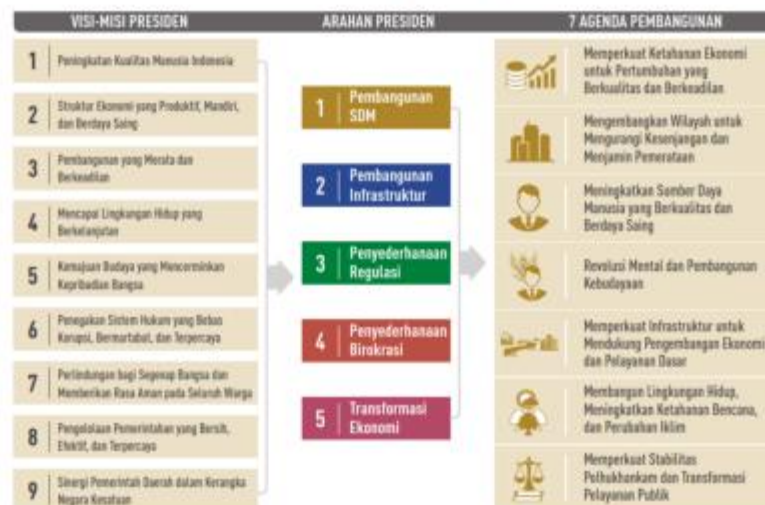 VISI-MISI PRESIDEN
1
Peningkatan Kualitas Manusia Indonesia
2
Struktur Ekonomi yang Produktif, Mandiri,
dan Berdaya Saing
3
Pembangunan yang Merata dan
Berkeadilan
4
Mencapai Lingkungan Hidup yang
Berkelanjutan
5
Kemajuan Budaya yang Mencerminkan
Kepribadian Bangsa
6
Penegakan Sistem Hukum yang Bebas
Korupsi, Bermartabat, dan Terpercaya
7
Perlindungan bagi Segenap Bangsa dan
Memberikan Rasa Aman pada Seluruh Warga
8
Pengelolaan Pemerintahan yang Bersih,
Efektif, dan Terpercaya
9
Sinergi Pemerintah Daerah dalam Kerangka
Negara Kesatuan
ARAHAN PRESIDEN
1
Pembangunan
SDM
2
Pembangunan
Infrastruktur
3
Penyederhanaan
Regulasi
4
Penyederhanaan
Birokrasi
5
Transformasi
Ekonomi
7 AGENDA PEMBANGUNAN
Memperkuat Ketahanan Ekonomi
untuk Pertumbuhan yang
Berkualitas dan Berkeadilan
Mengembangkan Wilayah untuk
Mengurangi Kesenjangan dan
Menjamin Pemerataan
Meningkatkan Sumber Daya
Manusia yang Berkualitas dan
Berdaya Saing
Revolusi Mental dan Pembangunan
Kebudayaan
Memperkuat Infrastruktur untuk
Mendukung Pengembangan Ekonomi
dan Pelayanan Dasar
Membangun Lingkungan Hidup,
Meningkatkan Ketahanan Bencana,
dan Perubahan Iklim
Memperkuat Stabilitas
Polhukhankam dan Transformasi
Pelayanan Publik